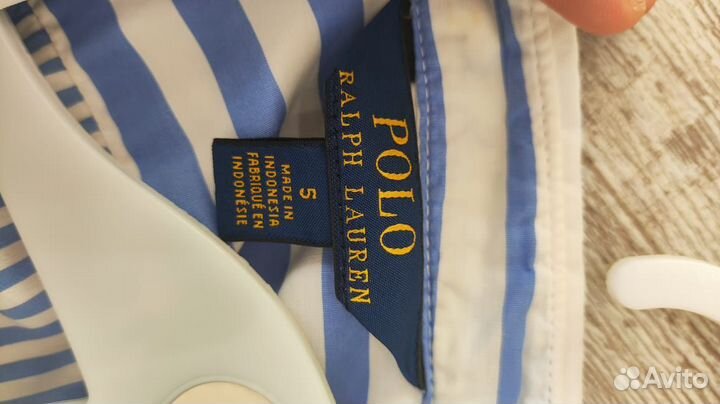 POLO
RALPH LAUREN
5
MADE IN
INDONESIA
FABRIQUÉ EN
INDONÉSIE
Avito